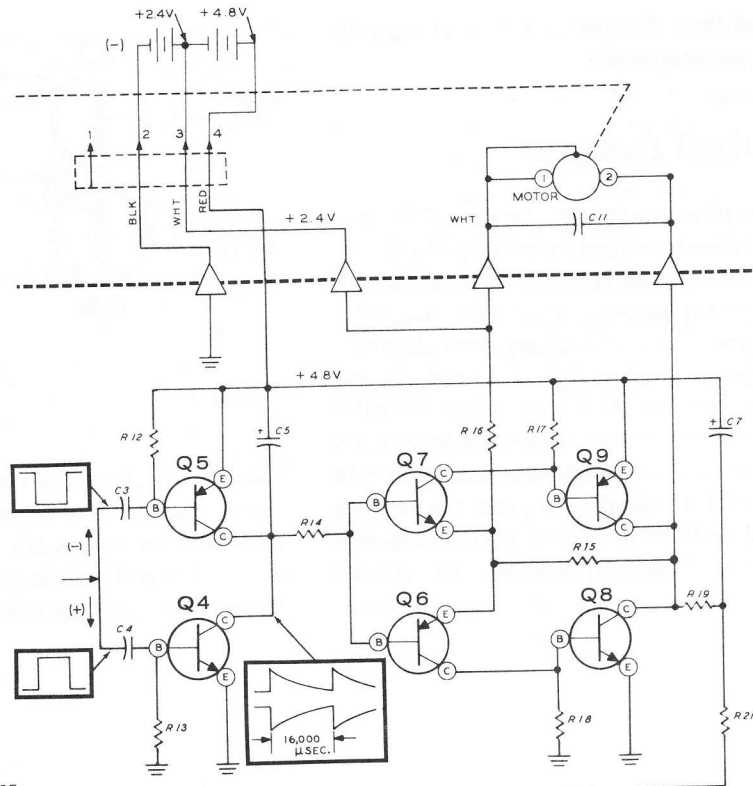 +2.4V
+4.8V
(-)
1
2
3
4
BLK
WHT
RED
+2.4V
WHT
1
2
MOTOR
C11
+4.8V
R12
C5
R16
R17
C7
Q5
Q7
Q9
C3
B
E
C
R14
B
C
E
B
E
C
(-)
(+)
R15
Q4
Q6
Q8
R19
C4
B
C
E
B
E
C
B
C
E
R13
16,000
µSEC.
R18
R21